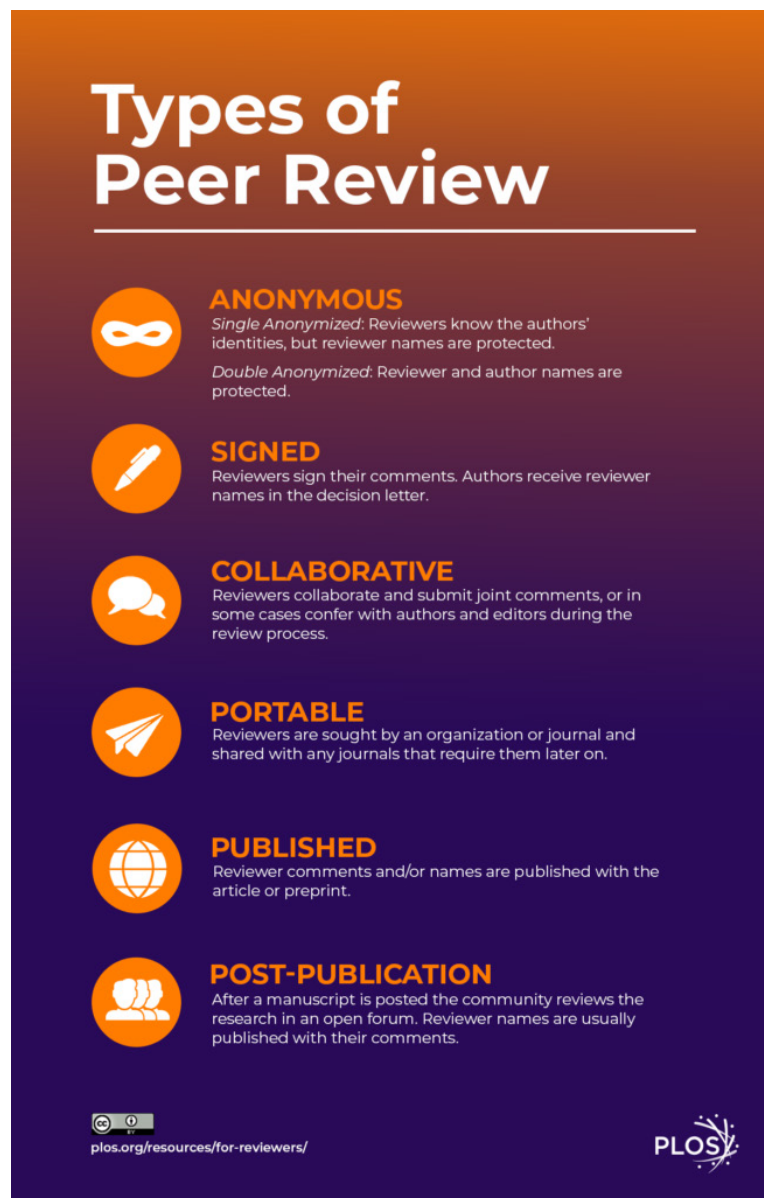 Types of
Peer Review
ANONYMOUS
Single Anonymized: Reviewers know the authors'
identities, but reviewer names are protected.
Double Anonymized: Reviewer and author names are
protected.
SIGNED
Reviewers sign their comments. Authors receive reviewer
names in the decision letter.
COLLABORATIVE
Reviewers collaborate and submit joint comments, or in
some cases confer with authors and editors during the
review process.
PORTABLE
Reviewers are sought by an organization or journal and
shared with any journals that require them later on.
PUBLISHED
Reviewer comments and/or names are published with the
article or preprint.
POST-PUBLICATION
After a manuscript is posted the community reviews the
research in an open forum. Reviewer names are usually
published with their comments.
cc
BY
plos.org/resources/for-reviewers/
PLOS